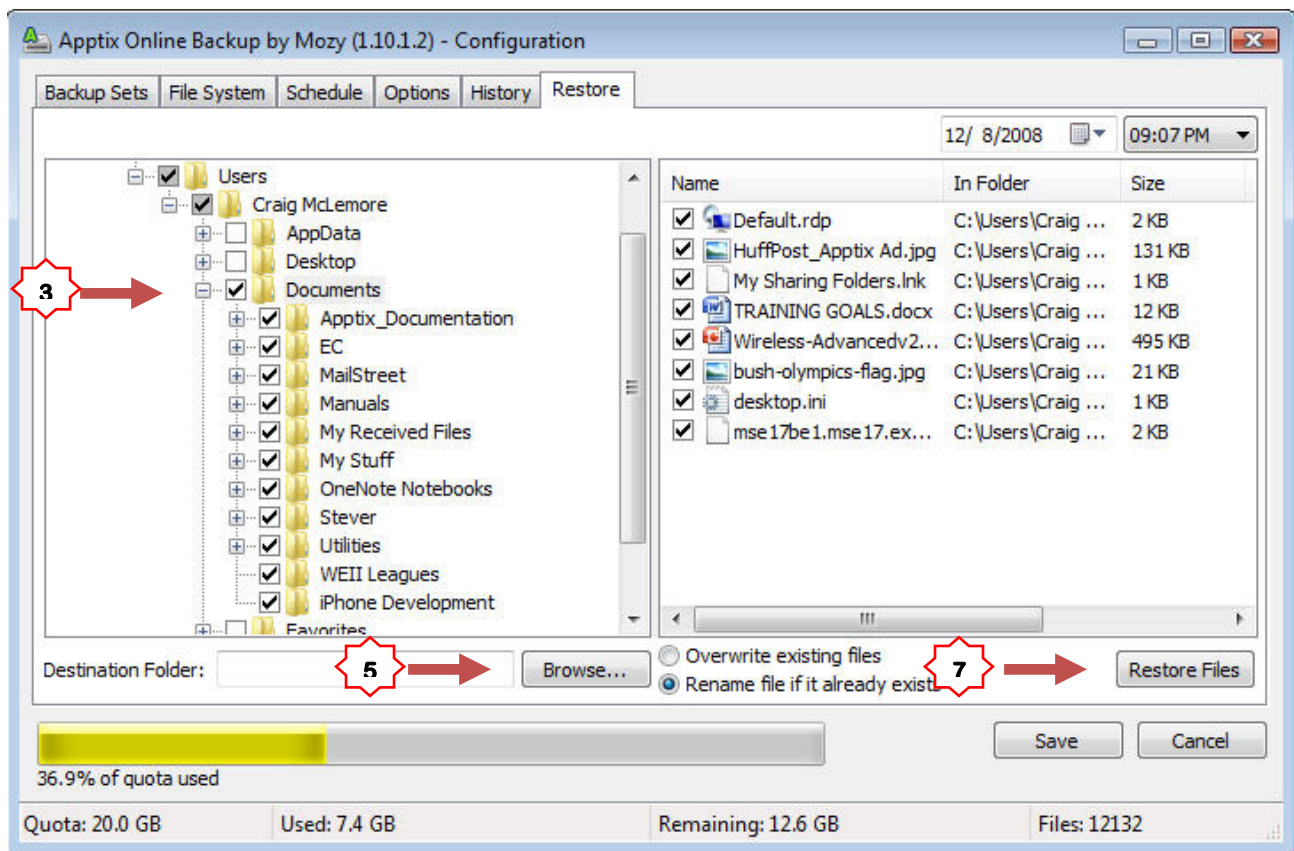 Apptix Online Backup by Mozy (1.10.1.2) - Configuration
Backup Sets File System Schedule Options History Restore
12/ 8/2008 09:07 PM
Users
Craig McLemore
AppData
Desktop
3
Documents
Apptix_Documentation
EC
MailStreet
Manuals
My Received Files
My Stuff
OneNote Notebooks
Stever
Utilities
WEII Leagues
iPhone Development
Favorites
Name In Folder Size
Default.rdp C:\Users\Craig ... 2 KB
HuffPost_Apptix Ad.jpg C:\Users\Craig ... 131 KB
My Sharing Folders.lnk C:\Users\Craig ... 1 KB
TRAINING GOALS.docx C:\Users\Craig ... 12 KB
Wireless-Advancedv2... C:\Users\Craig ... 495 KB
bush-olympics-flag.jpg C:\Users\Craig ... 21 KB
desktop.ini C:\Users\Craig ... 1 KB
mse17be1.mse17.ex... C:\Users\Craig ... 2 KB
Destination Folder: 5 Browse...
Overwrite existing files
Rename file if it already exists
7 Restore Files
Save Cancel
36.9% of quota used
Quota: 20.0 GB Used: 7.4 GB Remaining: 12.6 GB Files: 12132